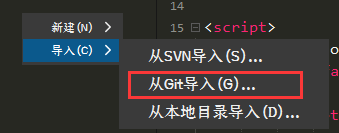 新建(N)
导入(C)
从SVN导入(S)...
从Git导入(G)...
从本地目录导入(D)...
14
15
<script>